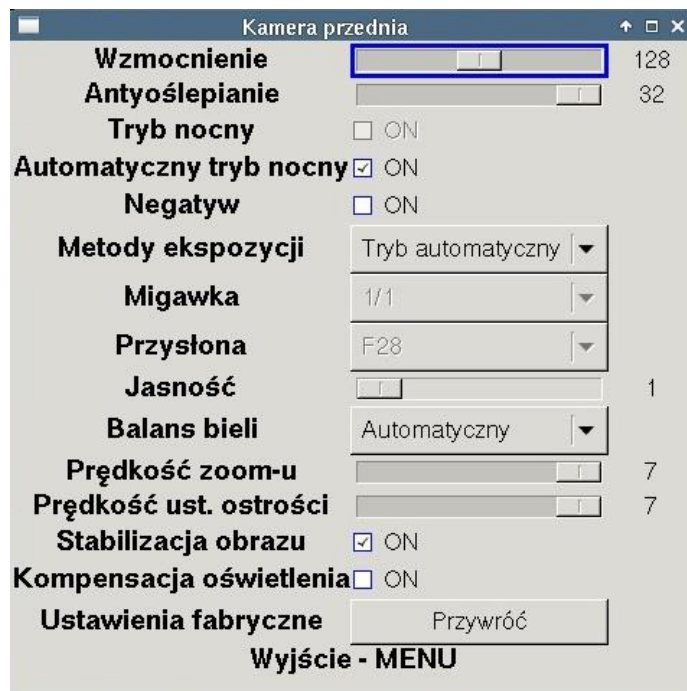 Kamera przednia
Wzmocnienie 128
Antyoślepianie 32
Tryb nocny ON
Automatyczny tryb nocny ON
Negatyw ON
Metody ekspozycji Tryb automatyczny
Migawka 1/1
Przysłona F28
Jasność 1
Balans bieli Automatyczny
Prędkość zoom-u 7
Prędkość ust. ostrości 7
Stabilizacja obrazu ON
Kompensacja oświetlenia ON
Ustawienia fabryczne Przywróć
Wyjście - MENU